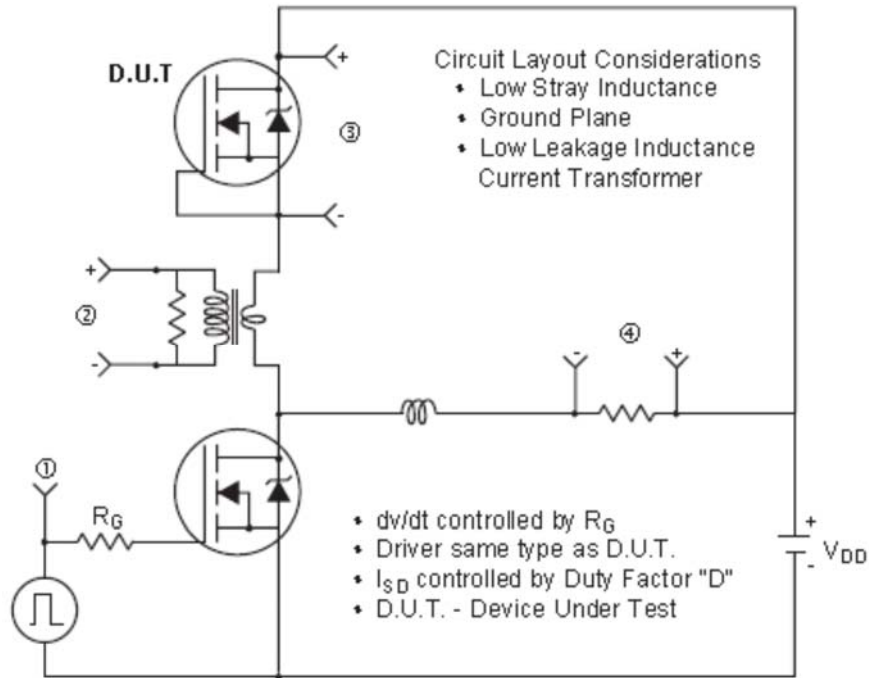 D.U.T
+
③
-
Circuit Layout Considerations
• Low Stray Inductance
• Ground Plane
• Low Leakage Inductance
Current Transformer
+
②
-
④
- +
①
R_G
• dv/dt controlled by R_G
• Driver same type as D.U.T.
• I_SD controlled by Duty Factor "D"
• D.U.T. - Device Under Test
+
V_DD
-